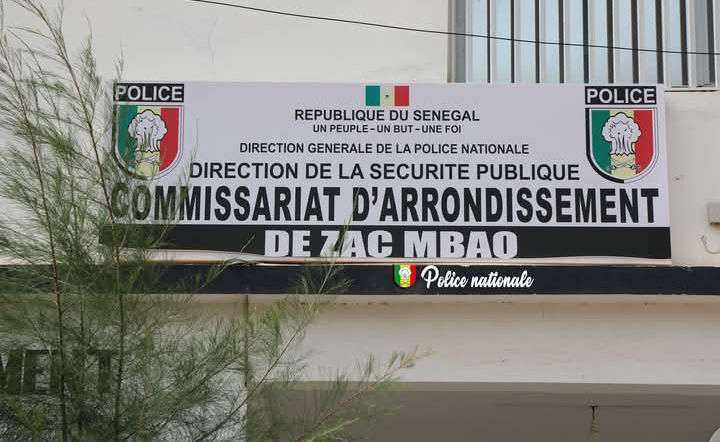 POLICE
POLICE
REPUBLIQUE DU SENEGAL
UN PEUPLE - UN BUT - UNE FOI
DIRECTION GENERALE DE LA POLICE NATIONALE
DIRECTION DE LA SECURITE PUBLIQUE
COMMISSARIAT D'ARRONDISSEMENT
DE ZAC MBAO
Police nationale